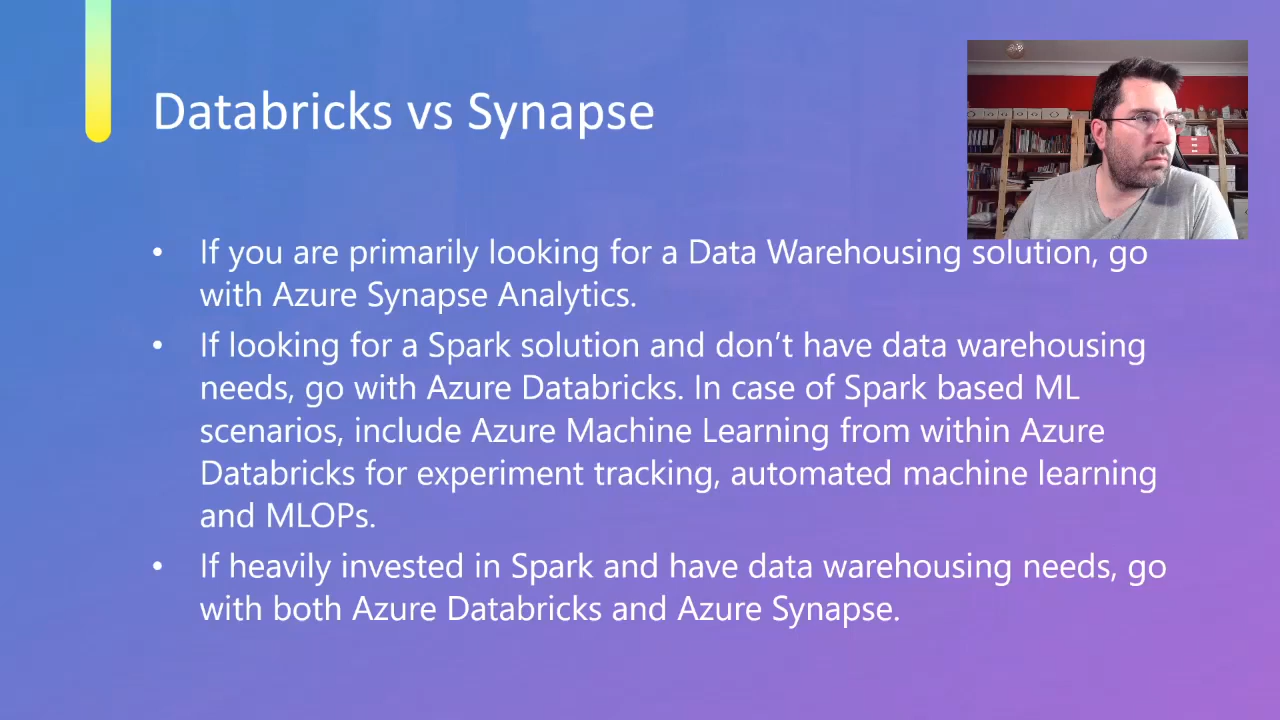 Databricks vs Synapse
• If you are primarily looking for a Data Warehousing solution, go
with Azure Synapse Analytics.
• If looking for a Spark solution and don’t have data warehousing
needs, go with Azure Databricks. In case of Spark based ML
scenarios, include Azure Machine Learning from within Azure
Databricks for experiment tracking, automated machine learning
and MLOPs.
• If heavily invested in Spark and have data warehousing needs, go
with both Azure Databricks and Azure Synapse.